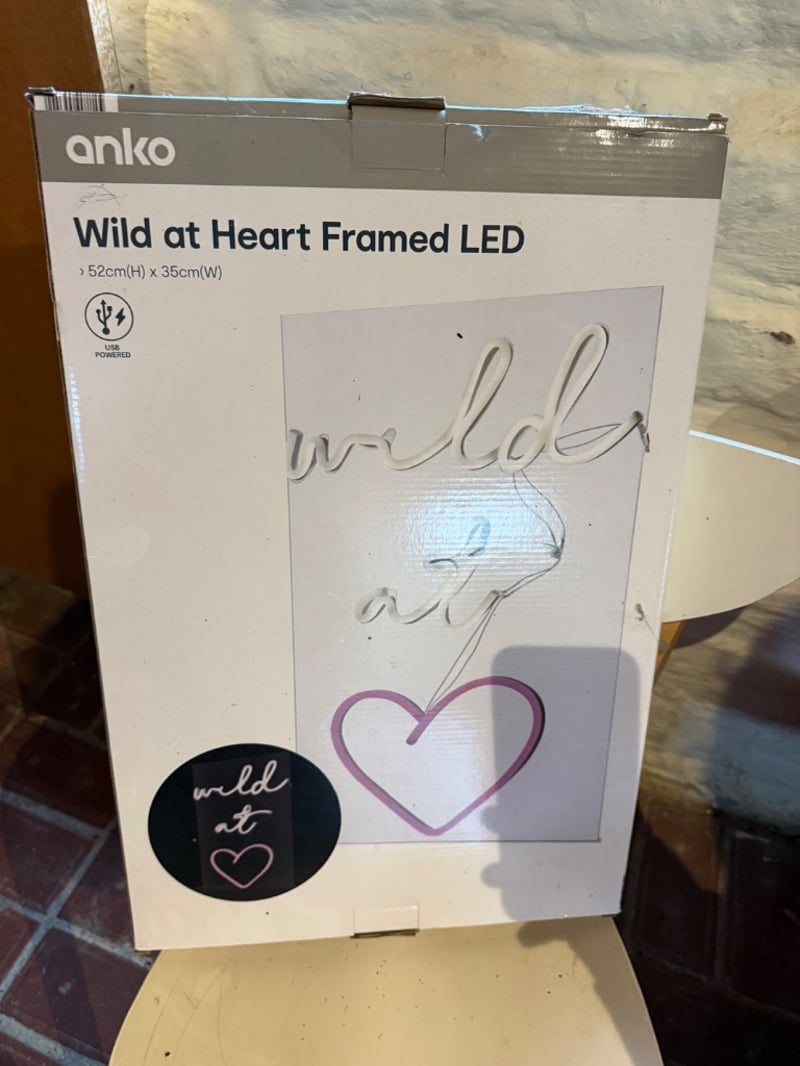 anko
Wild at Heart Framed LED
› 52cm(H) x 35cm(W)
USB
POWERED
wild
at
wild
at